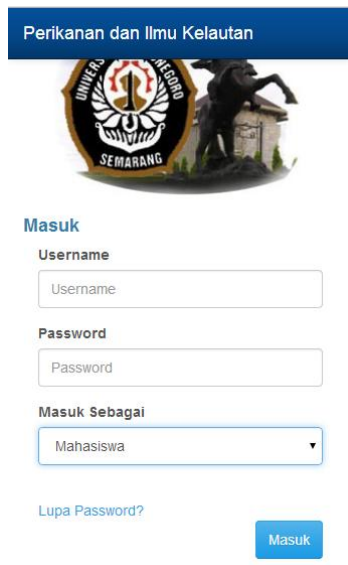 Perikanan dan Ilmu Kelautan
SEMARANG
Masuk
Username
Username
Password
Password
Masuk Sebagai
Mahasiswa
Lupa Password?
Masuk